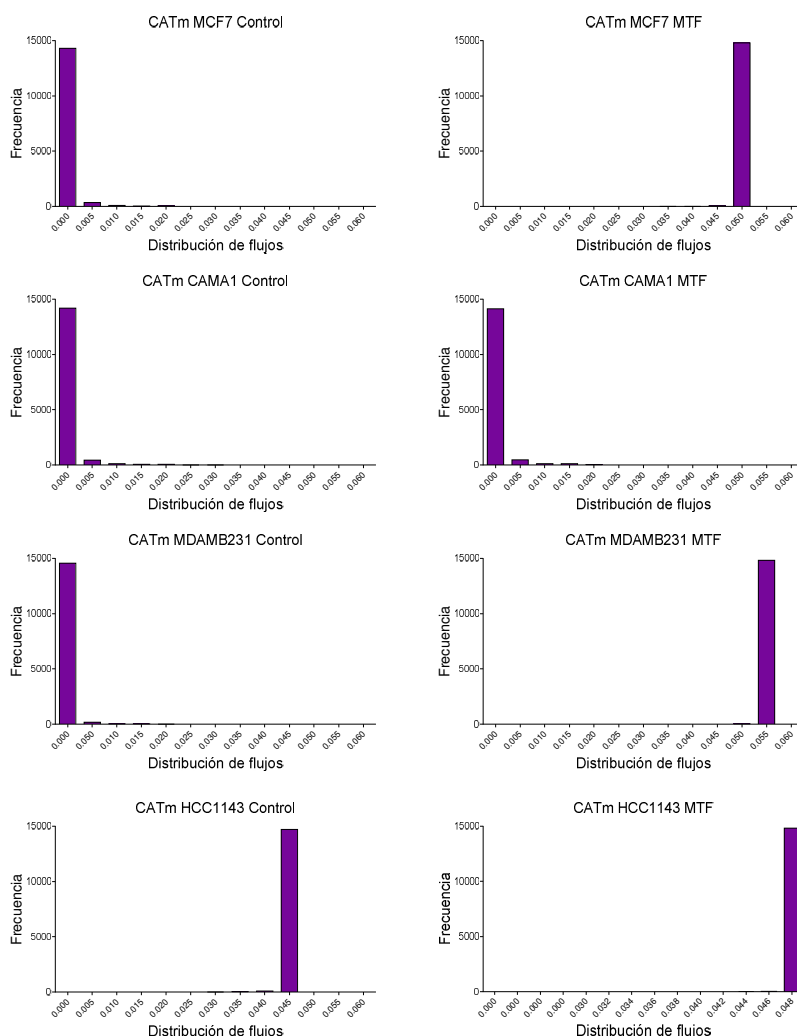 CATm MCF7 Control
Frecuencia
15000
10000
5000
0
0.000 0.005 0.010 0.015 0.020 0.025 0.030 0.035 0.040 0.045 0.050 0.055 0.060
Distribución de flujos
CATm MCF7 MTF
Frecuencia
15000
10000
5000
0
0.000 0.005 0.010 0.015 0.020 0.025 0.030 0.035 0.040 0.045 0.050 0.055 0.060
Distribución de flujos
CATm CAMA1 Control
Frecuencia
15000
10000
5000
0
0.000 0.005 0.010 0.015 0.020 0.025 0.030 0.035 0.040 0.045 0.050 0.055 0.060
Distribución de flujos
CATm CAMA1 MTF
Frecuencia
15000
10000
5000
0
0.000 0.005 0.010 0.015 0.020 0.025 0.030 0.035 0.040 0.045 0.050 0.055 0.060
Distribución de flujos
CATm MDAMB231 Control
Frecuencia
15000
10000
5000
0
0.000 0.050 0.010 0.015 0.020 0.025 0.030 0.035 0.040 0.045 0.050 0.055 0.060
Distribución de flujos
CATm MDAMB231 MTF
Frecuencia
15000
10000
5000
0
0.000 0.005 0.010 0.015 0.020 0.025 0.030 0.035 0.040 0.045 0.050 0.055 0.060
Distribución de flujos
CATm HCC1143 Control
Frecuencia
15000
10000
5000
0
0.000 0.005 0.010 0.015 0.020 0.025 0.030 0.035 0.040 0.045 0.050 0.055 0.060
Distribución de flujos
CATm HCC1143 MTF
Frecuencia
15000
10000
5000
0
0.000 0.000 0.000 0.000 0.030 0.032 0.034 0.036 0.038 0.040 0.042 0.044 0.046 0.048
Distribución de flujos